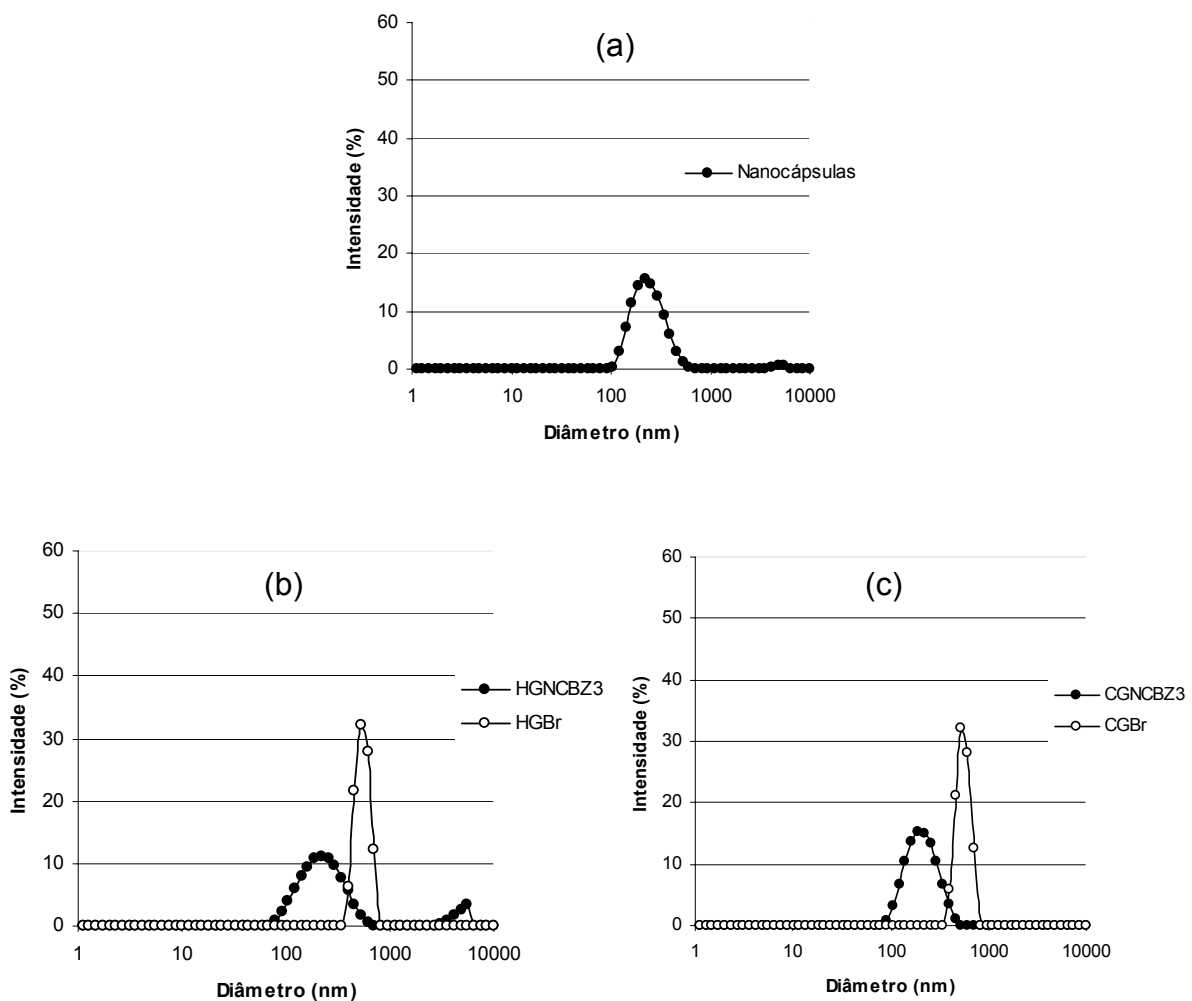 (a)
60
50
40
30
20
10
0
Intensidade (%)
Nanocápsulas
1 10 100 1000 10000
Diâmetro (nm)
(b)
60
50
40
30
20
10
0
Intensidade (%)
HGNCBZ3
HGBr
1 10 100 1000 10000
Diâmetro (nm)
(c)
60
50
40
30
20
10
0
Intensidade (%)
CGNCBZ3
CGBr
1 10 100 1000 10000
Diâmetro (nm)